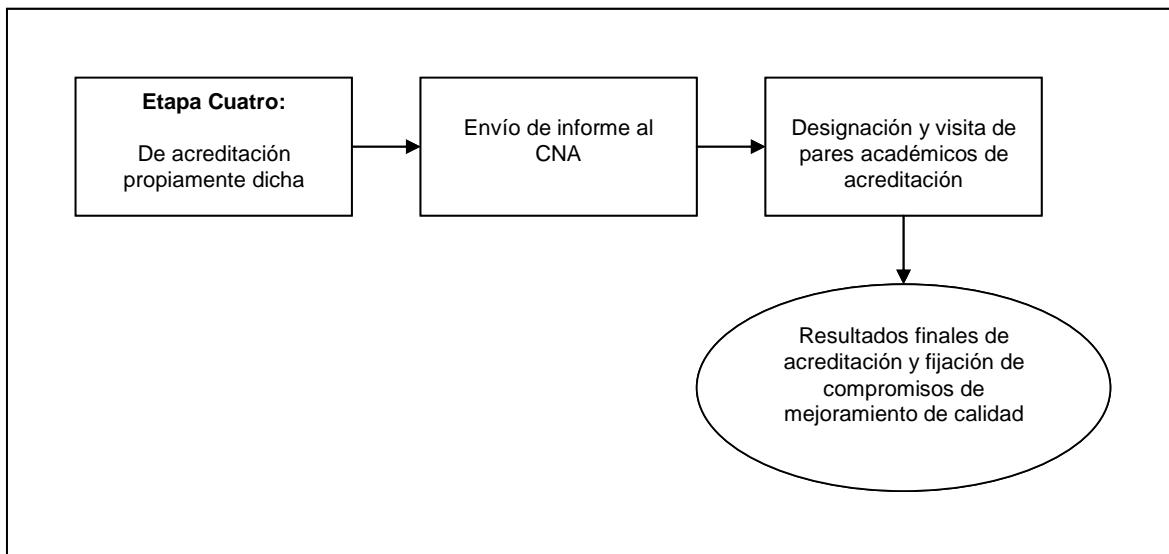 Etapa Cuatro:
De acreditación
propiamente dicha
Envío de informe al
CNA
Designación y visita de
pares académicos de
acreditación
Resultados finales de
acreditación y fijación de
compromisos de
mejoramiento de calidad